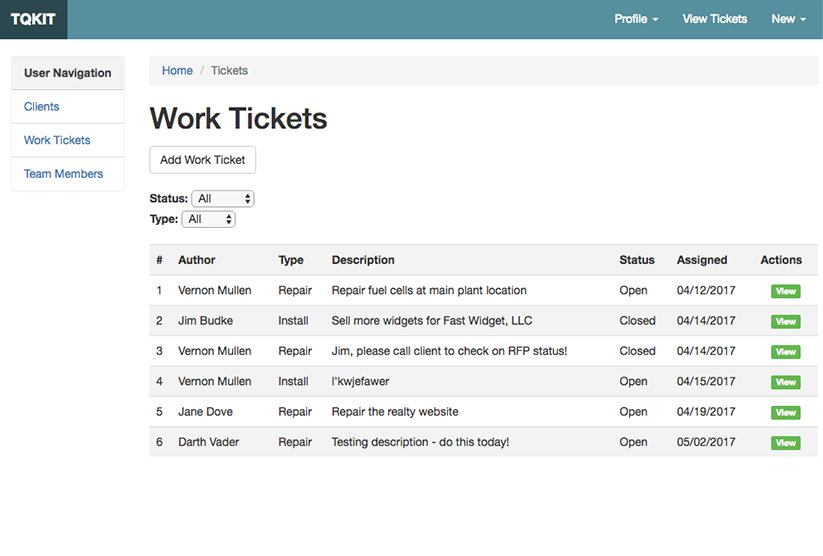 TQKIT Profile View Tickets New
User Navigation
Clients
Work Tickets
Team Members
Home / Tickets
Work Tickets
Add Work Ticket
Status: All
Type: All
# Author Type Description Status Assigned Actions
1 Vernon Mullen Repair Repair fuel cells at main plant location Open 04/12/2017 View
2 Jim Budke Install Sell more widgets for Fast Widget, LLC Closed 04/14/2017 View
3 Vernon Mullen Repair Jim, please call client to check on RFP status! Closed 04/14/2017 View
4 Vernon Mullen Install l'kwjefawer Open 04/15/2017 View
5 Jane Dove Repair Repair the realty website Open 04/19/2017 View
6 Darth Vader Repair Testing description - do this today! Open 05/02/2017 View